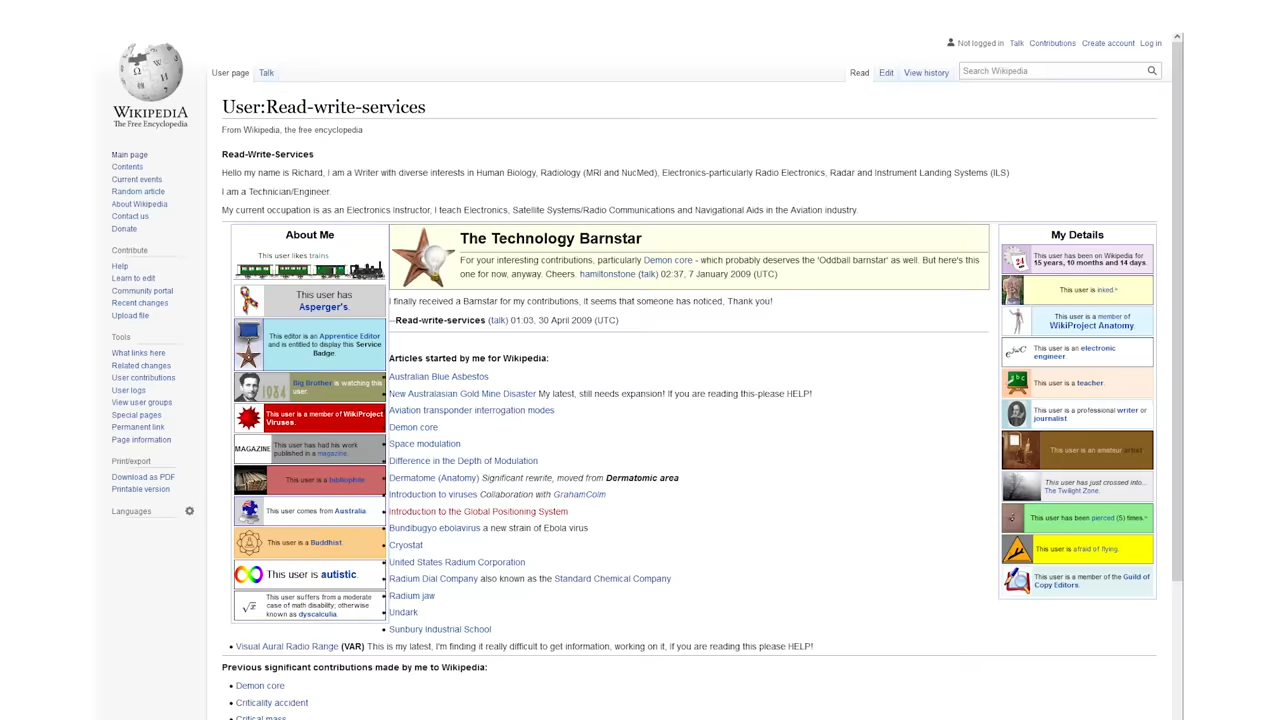 Not logged in Talk Contributions Create account Log in
User page Talk Read Edit View history Search Wikipedia
WIKIPEDIA
The Free Encyclopedia
Main page
Contents
Current events
Random article
About Wikipedia
Contact us
Donate
Contribute
Help
Learn to edit
Community portal
Recent changes
Upload file
Tools
What links here
Related changes
User contributions
User logs
View user groups
Special pages
Permanent link
Page information
Print/export
Download as PDF
Printable version
Languages
User:Read-write-services
From Wikipedia, the free encyclopedia
Read-Write-Services
Hello my name is Richard, I am a Writer with diverse interests in Human Biology, Radiology (MRI and NucMed), Electronics-particularly Radio Electronics, Radar and Instrument Landing Systems (ILS)
I am a Technician/Engineer.
My current occupation is as an Electronics Instructor, I teach Electronics, Satellite Systems/Radio Communications and Navigational Aids in the Aviation industry.
About Me
This user likes trains
This user has
Asperger's.
This editor is an Apprentice Editor
and is entitled to display this Service
Badge.
1984
Big Bruther is watching this
user.
This user is a member of WikiProject
Viruses.
MAGAZINE
This user has had his work
published in a magazine.
This user is a bibliophile.
This user comes from Australia.
This user is a Buddhist.
This user is autistic.
√x
This user suffers from a moderate
case of math disability; otherwise
known as dyscalculia.
The Technology Barnstar
For your interesting contributions, particularly Demon core - which probably deserves the 'Oddball barnstar' as well. But here's this
one for now, anyway. Cheers. hamiltonstone (talk) 02:37, 7 January 2009 (UTC)
I finally received a Barnstar for my contributions, it seems that someone has noticed, Thank you!
--Read-write-services (talk) 01:03, 30 April 2009 (UTC)
Articles started by me for Wikipedia:
Australian Blue Asbestos
New Australasian Gold Mine Disaster My latest, still needs expansion! If you are reading this-please HELP!
Aviation transponder interrogation modes
Demon core
Space modulation
Difference in the Depth of Modulation
Dermatome (Anatomy) Significant rewrite, moved from Dermatomic area
Introduction to viruses Collaboration with GrahamColm
Introduction to the Global Positioning System
Bundibugyo ebolavirus a new strain of Ebola virus
Cryostat
United States Radium Corporation
Radium Dial Company also known as the Standard Chemical Company
Radium jaw
Undark
Sunbury Industrial School
Visual Aural Radio Range (VAR) This is my latest, I'm finding it really difficult to get information, working on it, if you are reading this please HELP!
My Details
This user has been on Wikipedia for
15 years, 10 months and 14 days.
This user is inked.
This user is a member of
WikiProject Anatomy.
This user is an electronic
engineer.
This user is a teacher.
This user is a professional writer or
journalist.
This user is an amateur artist
This user has just crossed into...
The Twilight Zone.
This user has been pierced (5) times.
This user is afraid of flying.
This user is a member of the Guild of
Copy Editors.
Previous significant contributions made by me to Wikipedia:
Demon core
Criticality accident
Critical mass